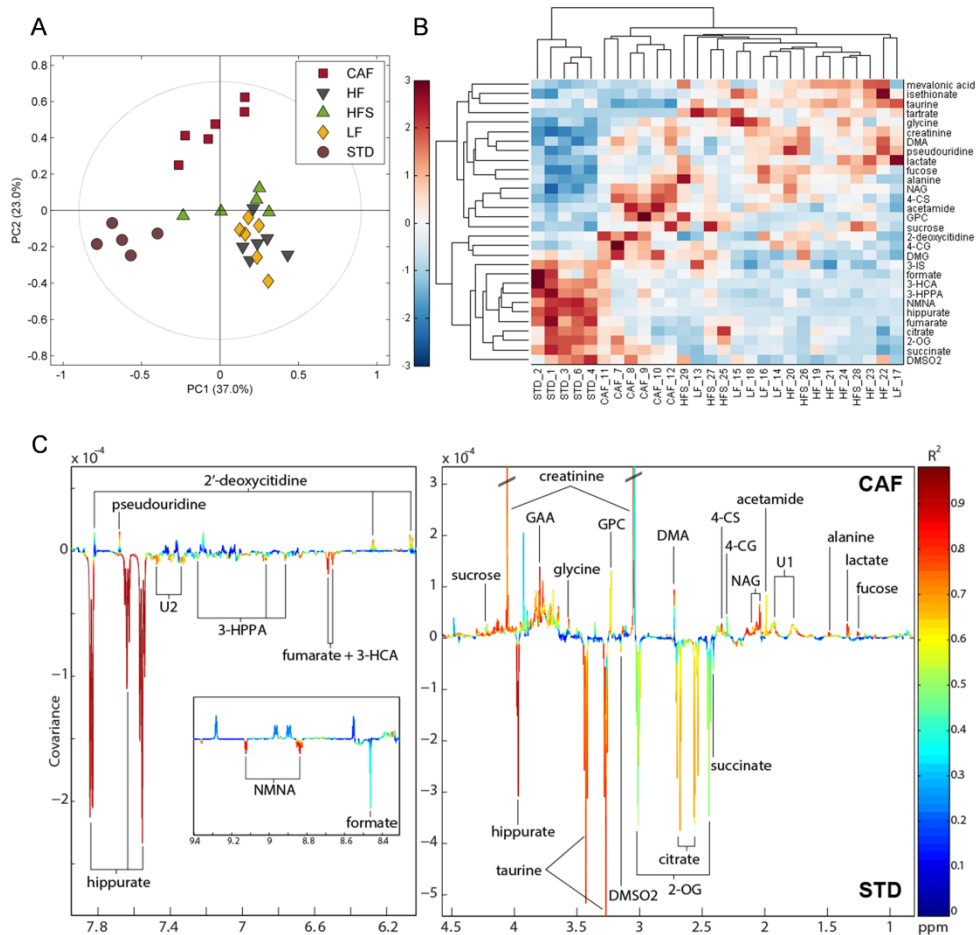 A
B
CAF
HF
HFS
LF
STD
0.8
0.6
0.4
0.2
0
-0.2
-0.4
-0.6
-0.8
PC2 (23.0%)
-1
-0.5
0
0.5
1
PC1 (37.0%)
3
2
1
0
-1
-2
-3
mevalonic acid
isethionate
taurine
tartrate
glycine
creatinine
DMA
pseudouridine
lactate
fucose
alanine
NAG
4-CS
acetamide
GPC
sucrose
2-deoxycitidine
4-CG
DMG
3-IS
formate
3-HCA
3-HPPA
NMNA
hippurate
fumarate
citrate
2-OG
succinate
DMSO2
STD_2
STD_1
STD_3
STD_6
STD_4
CAF_11
CAF_7
CAF_8
CAF_9
CAF_10
CAF_12
HFS_29
LF_13
HFS_27
HFS_25
LF_15
LF_18
LF_16
LF_14
HF_20
HFS_26
HF_19
HF_21
HF_24
HFS_28
HF_23
HF_22
LF_17
C
x 10⁻⁴
2′-deoxycitidine
pseudouridine
0
U2
3-HPPA
fumarate + 3-HCA
−1
−2
Covariance
NMNA
formate
9.4
9.2
9
8.8
8.6
8.4
hippurate
7.8
7.6
7.4
7.2
7
6.8
6.6
6.4
6.2
x 10⁻⁴
CAF
R²
creatinine
acetamide
GAA
GPC
DMA
4-CS
4-CG
alanine
U1
NAG
lactate
sucrose
glycine
fucose
3
2
1
0
−1
−2
−3
−4
−5
succinate
hippurate
citrate
taurine
DMSO2
2-OG
STD
4.5
4
3.5
3
2.5
2
1.5
1
ppm
0.9
0.8
0.7
0.6
0.5
0.4
0.3
0.2
0.1
0